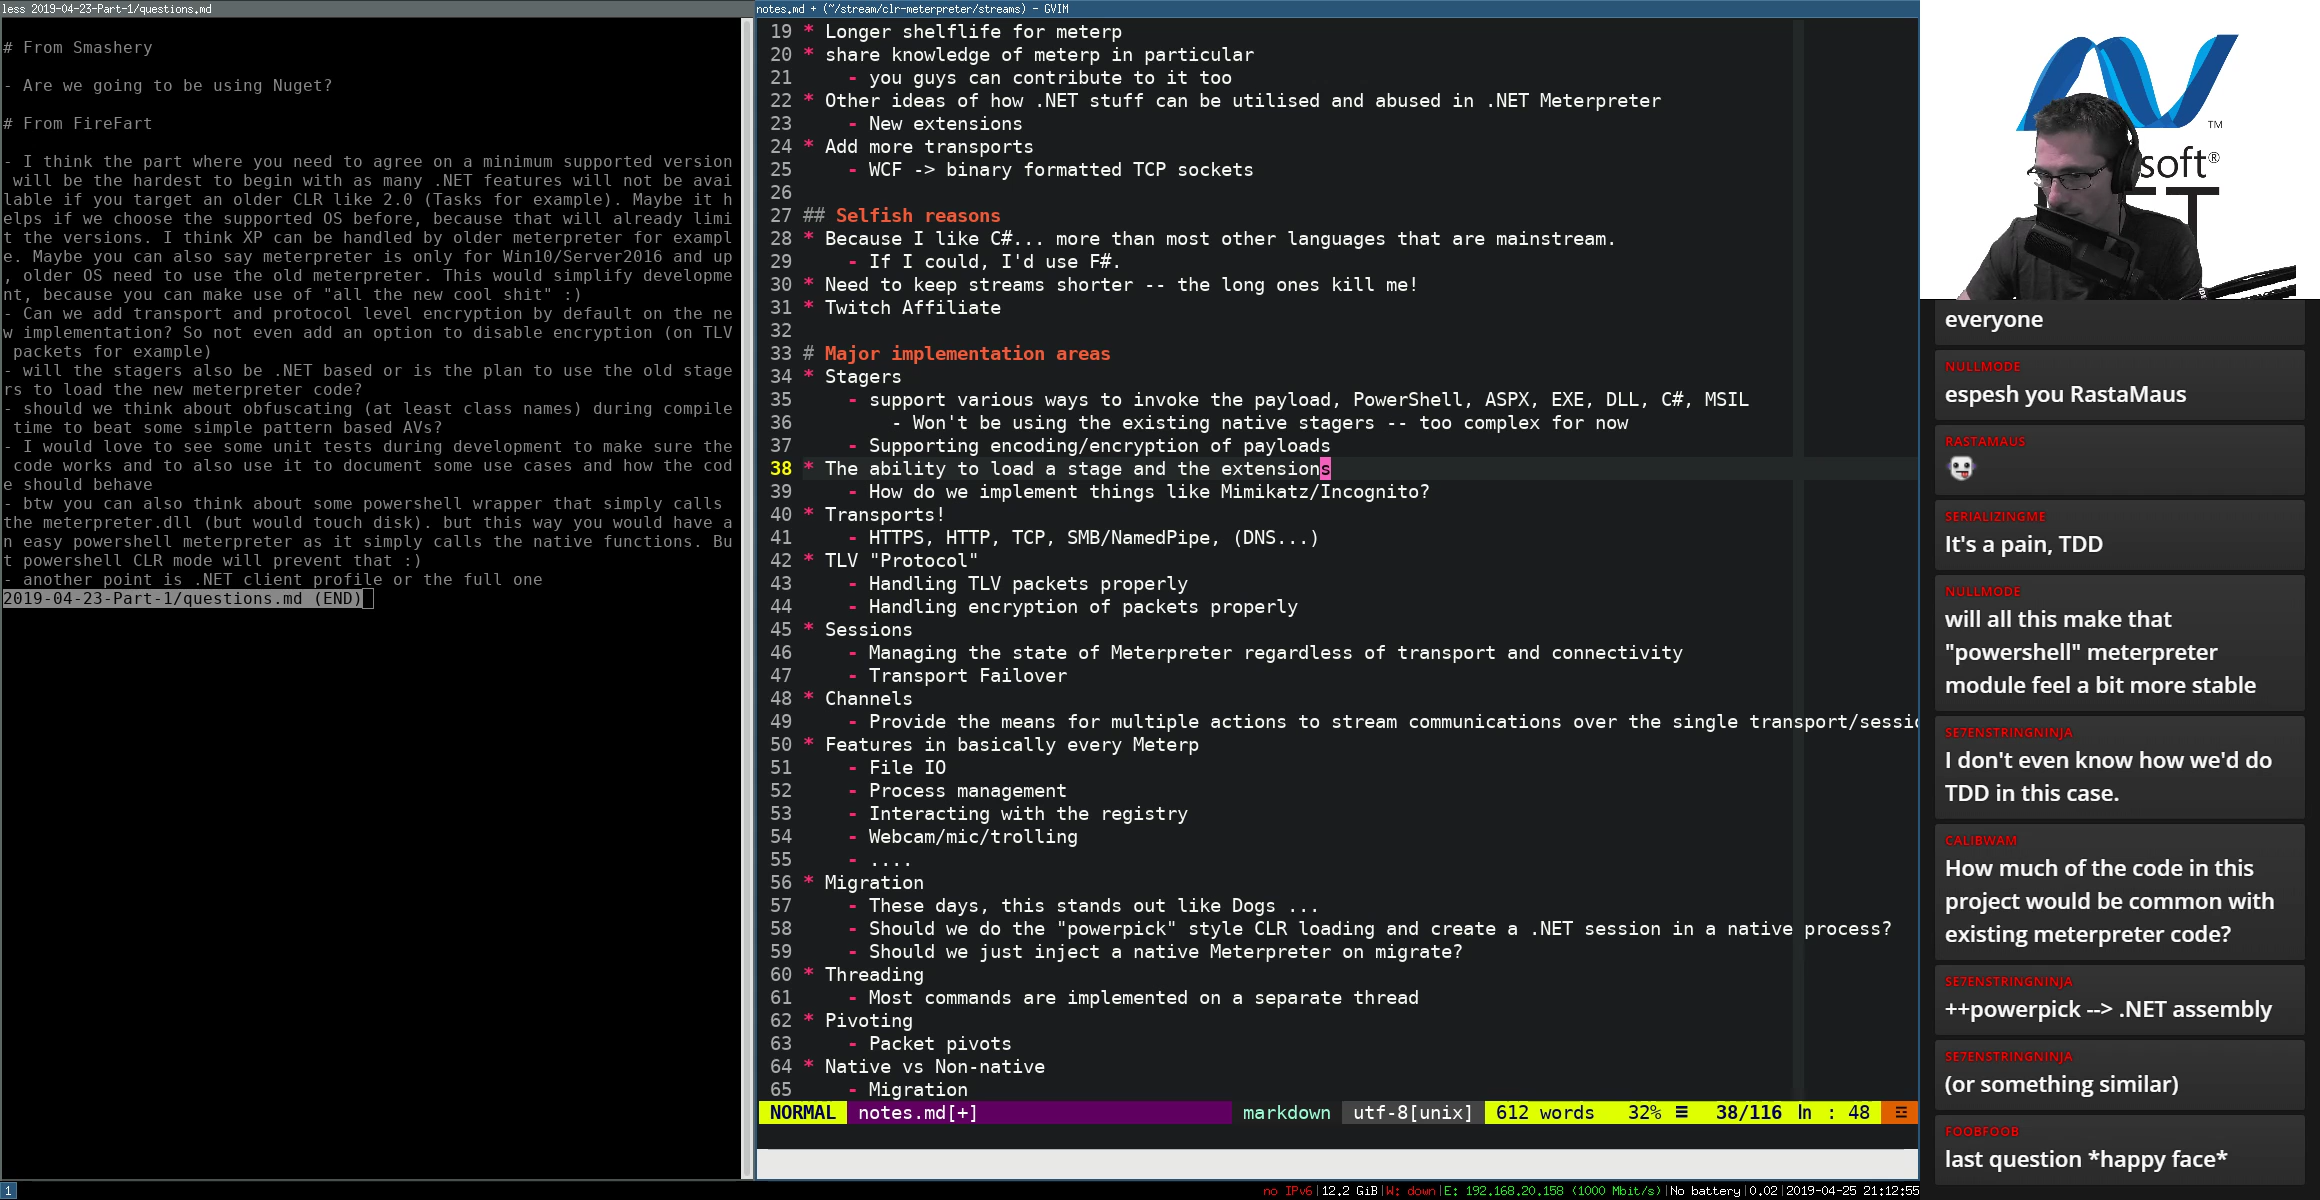 less 2019-04-23-Part-1/questions.md
# From Smashery
- Are we going to be using Nuget?
# From FireFart
- I think the part where you need to agree on a minimum supported version
 will be the hardest to begin with as many .NET features will not be avai
lable if you target an older CLR like 2.0 (Tasks for example). Maybe it h
elps if we choose the supported OS before, because that will already limi
t the versions. I think XP can be handled by older meterpreter for exampl
e. Maybe you can also say meterpreter is only for Win10/Server2016 and up
, older OS need to use the old meterpreter. This would simplify developme
nt, because you can make use of "all the new cool shit" :)
- Can we add transport and protocol level encryption by default on the ne
w implementation? So not even add an option to disable encryption (on TLV
 packets for example)
- will the stagers also be .NET based or is the plan to use the old stage
rs to load the new meterpreter code?
- should we think about obfuscating (at least class names) during compile
 time to beat some simple pattern based AVs?
- I would love to see some unit tests during development to make sure the
 code works and to also use it to document some use cases and how the cod
e should behave
- btw you can also think about some powershell wrapper that simply calls
the meterpreter.dll (but would touch disk). but this way you would have a
n easy powershell meterpreter as it simply calls the native functions. Bu
t powershell CLR mode will prevent that :)
- another point is .NET client profile or the full one
2019-04-23-Part-1/questions.md (END)
notes.md + (~/stream/clr-meterpreter/streams) - GVIM
19 * Longer shelflife for meterp
20 * share knowledge of meterp in particular
21     - you guys can contribute to it too
22 * Other ideas of how .NET stuff can be utilised and abused in .NET Meterpreter
23     - New extensions
24 * Add more transports
25     - WCF -> binary formatted TCP sockets
26
27 ## Selfish reasons
28 * Because I like C#... more than most other languages that are mainstream.
29     - If I could, I'd use F#.
30 * Need to keep streams shorter -- the long ones kill me!
31 * Twitch Affiliate
32
33 # Major implementation areas
34 * Stagers
35     - support various ways to invoke the payload, PowerShell, ASPX, EXE, DLL, C#, MSIL
36         - Won't be using the existing native stagers -- too complex for now
37     - Supporting encoding/encryption of payloads
38 * The ability to load a stage and the extensions
39     - How do we implement things like Mimikatz/Incognito?
40 * Transports!
41     - HTTPS, HTTP, TCP, SMB/NamedPipe, (DNS...)
42 * TLV "Protocol"
43     - Handling TLV packets properly
44     - Handling encryption of packets properly
45 * Sessions
46     - Managing the state of Meterpreter regardless of transport and connectivity
47     - Transport Failover
48 * Channels
49     - Provide the means for multiple actions to stream communications over the single transport/sessio
50 * Features in basically every Meterp
51     - File IO
52     - Process management
53     - Interacting with the registry
54     - Webcam/mic/trolling
55     - ....
56 * Migration
57     - These days, this stands out like Dogs ...
58     - Should we do the "powerpick" style CLR loading and create a .NET session in a native process?
59     - Should we just inject a native Meterpreter on migrate?
60 * Threading
61     - Most commands are implemented on a separate thread
62 * Pivoting
63     - Packet pivots
64 * Native vs Non-native
65     - Migration
NORMAL notes.md[+] markdown utf-8[unix] 612 words 32% ≡ 38/116 ln : 48
TM
soft®
everyone
NULLMODE
espesh you RastaMaus
RASTAMAUS
SERIALIZINGME
It's a pain, TDD
NULLMODE
will all this make that
"powershell" meterpreter
module feel a bit more stable
SE7ENSTRINGNINJA
I don't even know how we'd do
TDD in this case.
CALIBWAM
How much of the code in this
project would be common with
existing meterpreter code?
SE7ENSTRINGNINJA
++powerpick --> .NET assembly
SE7ENSTRINGNINJA
(or something similar)
FOOBFOOB
last question *happy face*
1
no IPv6|12.2 GiB|W: down|E: 192.168.20.158 (1000 Mbit/s)|No battery|0.02|2019-04-25 21:12:55